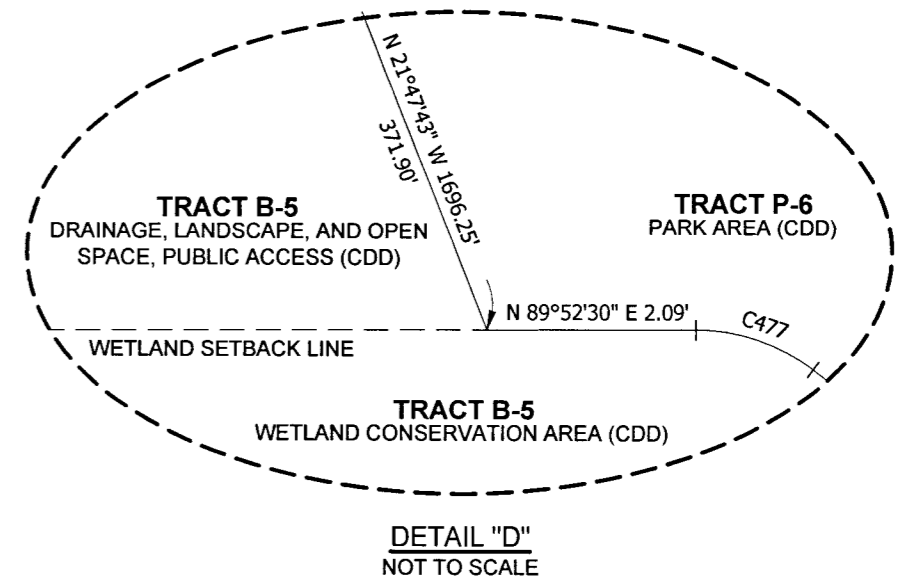 N 21°47'43" W 1696.25'
371.90'
TRACT B-5
DRAINAGE, LANDSCAPE, AND OPEN
SPACE, PUBLIC ACCESS (CDD)
TRACT P-6
PARK AREA (CDD)
N 89°52'30" E 2.09'
C477
WETLAND SETBACK LINE
TRACT B-5
WETLAND CONSERVATION AREA (CDD)
DETAIL "D"
NOT TO SCALE